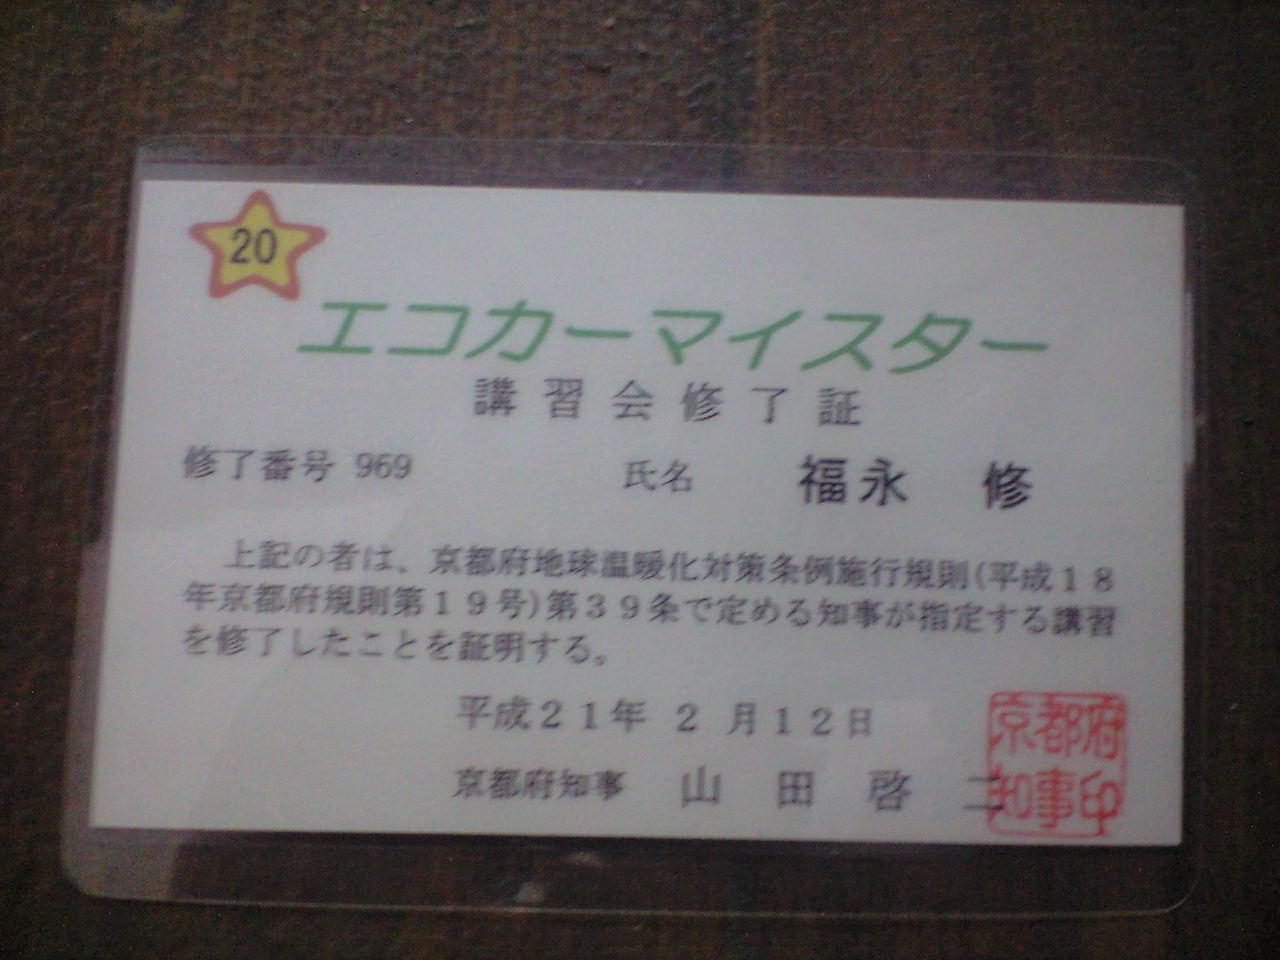 20
エコカーマイスター
講習会修了証
修了番号 969 氏名 福永 修
上記の者は、京都府地球温暖化対策条例施行規則(平成18
年京都府規則第19号)第39条で定める知事が指定する講習
を修了したことを証明する。
平成21年 2 月12日
京都府知事 山 田 啓 二
京都府
知事印